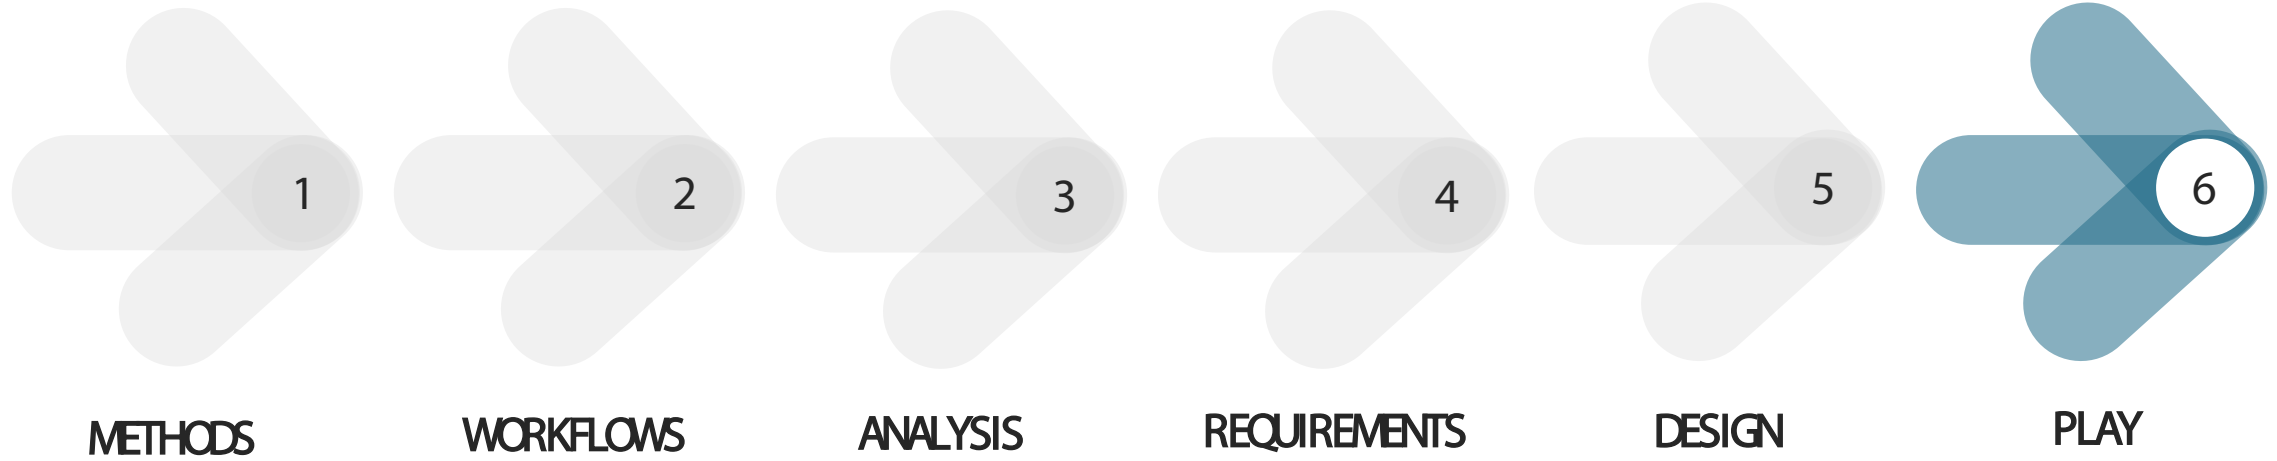 1 2 3 4 5 6
METHODS WORKFLOWS ANALYSIS REQUIREMENTS DESIGN PLAY